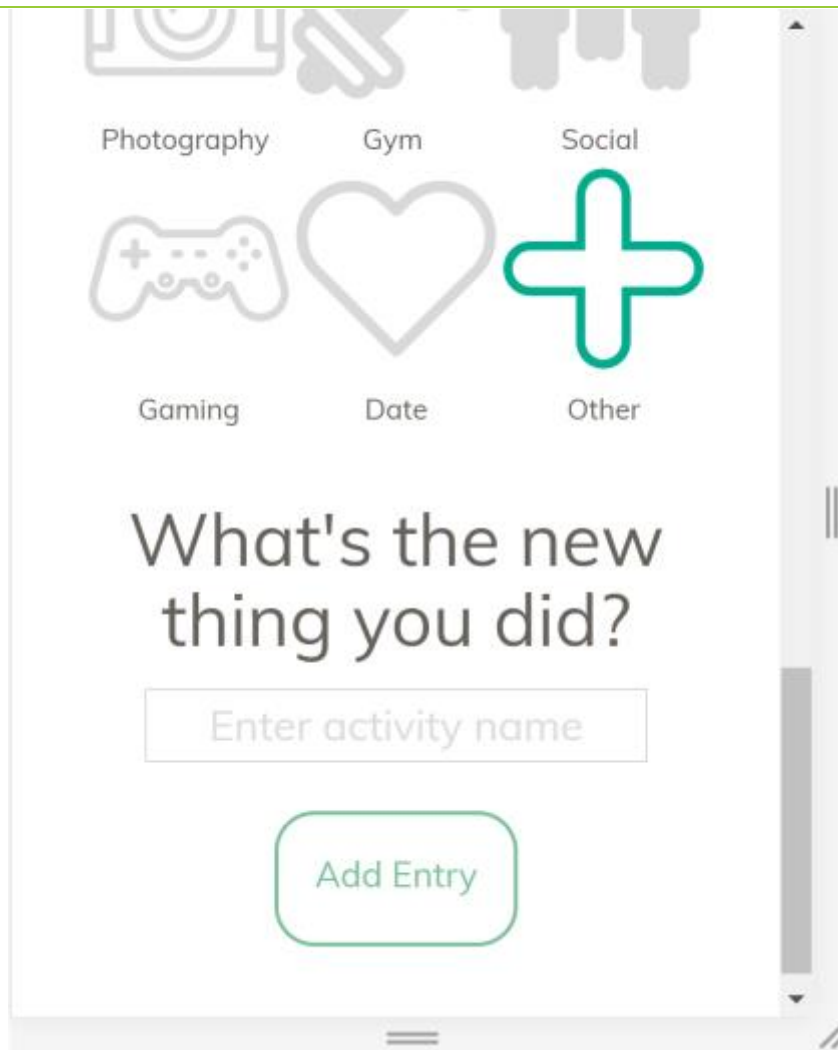 Photography Gym Social
Gaming Date Other
What's the new
thing you did?
Enter activity name
Add Entry